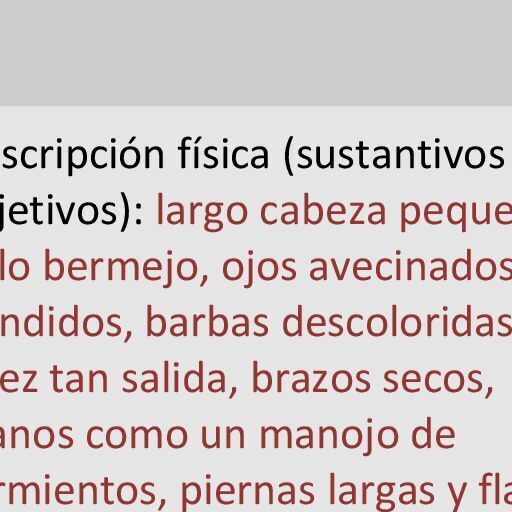 scripción física (sustantivos
jetivos): largo cabeza peque
lo bermejo, ojos avecinados
ndidos, barbas descoloridas
ez tan salida, brazos secos,
anos como un manojo de
rmientos, piernas largas y fla